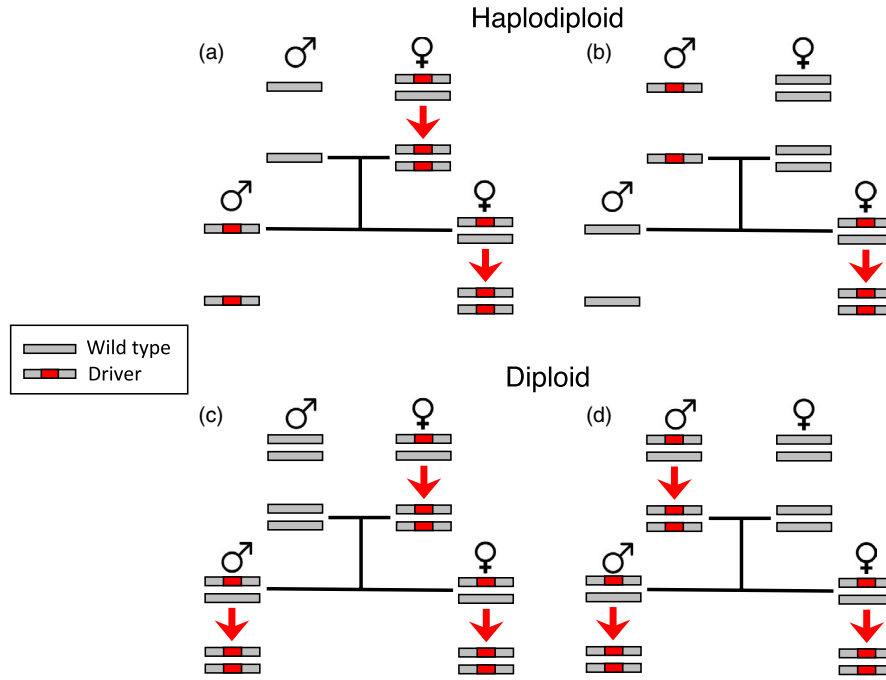 Haplodiploid
(a)
(b)
Wild type
Driver
Diploid
(c)
(d)